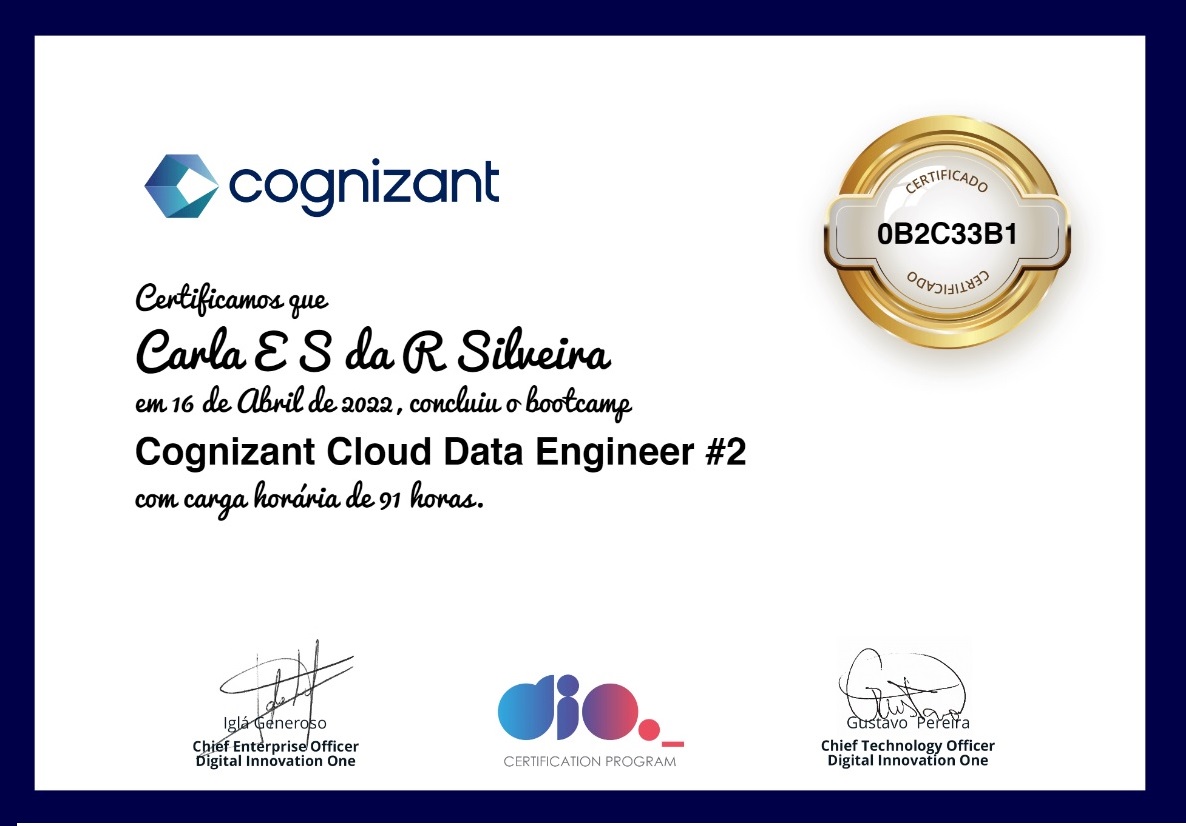 cognizant
CERTIFICADO
0B2C33B1
CERTIFICADO
Certificamos que
Carla E S da R Silveira
em 16 de Abril de 2022, concluiu o bootcamp
Cognizant Cloud Data Engineer #2
com carga horária de 91 horas.
Iglá Generoso
Chief Enterprise Officer
Digital Innovation One
dio._
CERTIFICATION PROGRAM
Gustavo
Gustavo Pereira
Chief Technology Officer
Digital Innovation One